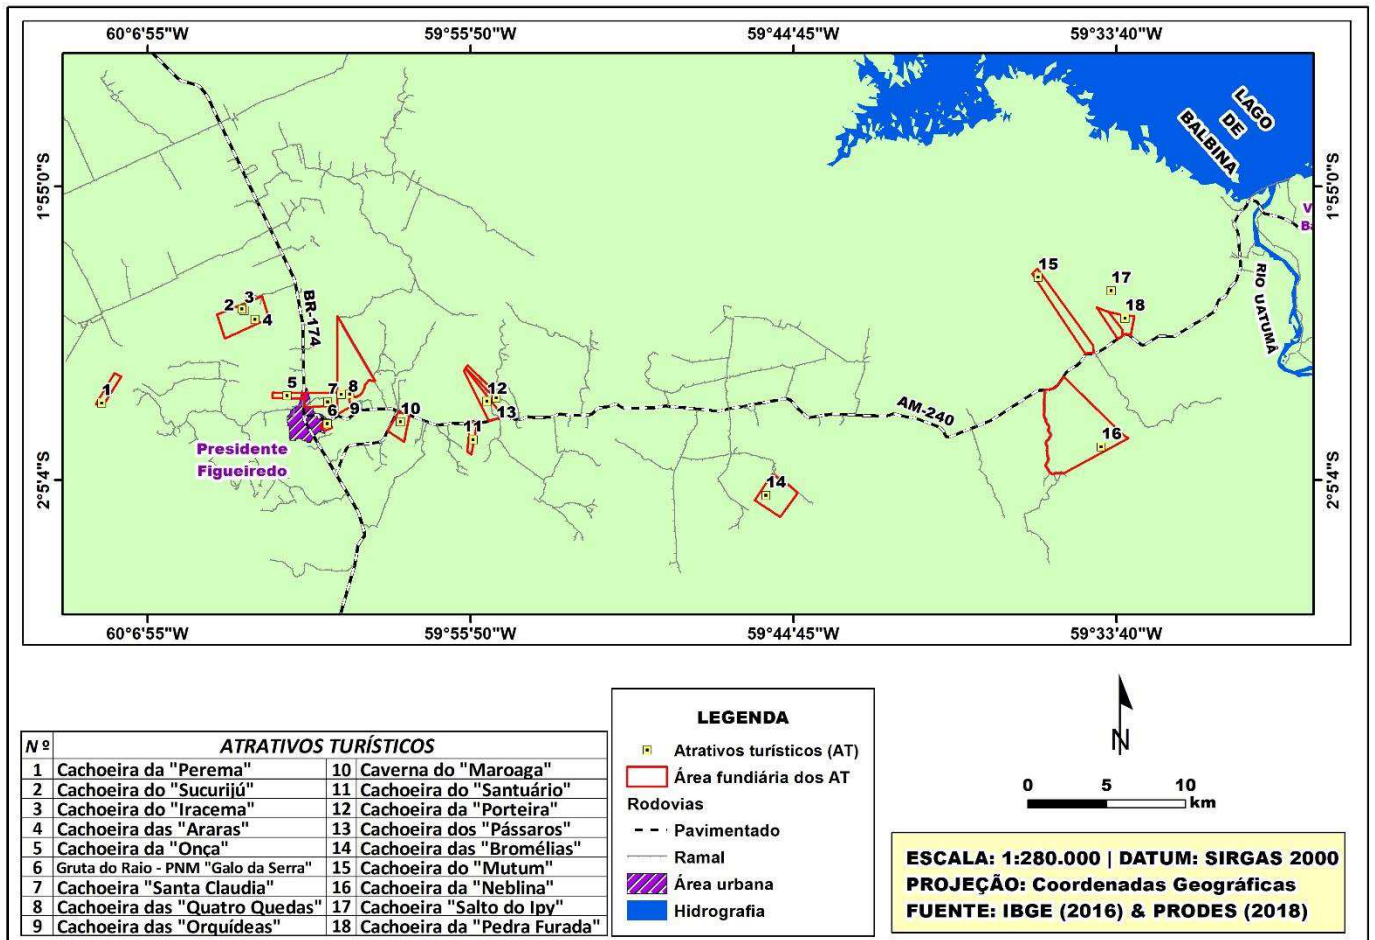 60°6'55"W 59°55'50"W 59°44'45"W 59°33'40"W
1°55'0"S
2°5'4"S
LAGO
DE
BALBINA
V
Ba
RIO UATUMÃ
BR-174
AM-240
Presidente
Figueiredo
1
2
3
4
5
6
7
8
9
10
11
12
13
14
15
16
17
18
1°55'0"S
2°5'4"S
60°6'55"W 59°55'50"W 59°44'45"W 59°33'40"W
Nº ATRATIVOS TURÍSTICOS
1 Cachoeira da "Perema" 10 Caverna do "Maroaga"
2 Cachoeira do "Sucurijú" 11 Cachoeira do "Santuário"
3 Cachoeira do "Iracema" 12 Cachoeira da "Porteira"
4 Cachoeira das "Araras" 13 Cachoeira dos "Pássaros"
5 Cachoeira da "Onça" 14 Cachoeira das "Bromélias"
6 Gruta do Raio - PNM "Galo da Serra" 15 Cachoeira do "Mutum"
7 Cachoeira "Santa Claudia" 16 Cachoeira da "Neblina"
8 Cachoeira das "Quatro Quedas" 17 Cachoeira "Salto do Ipy"
9 Cachoeira das "Orquídeas" 18 Cachoeira da "Pedra Furada"
LEGENDA
Atrativos turísticos (AT)
Área fundiária dos AT
Rodovias
Pavimentado
Ramal
Área urbana
Hidrografia
N
0 5 10
km
ESCALA: 1:280.000 | DATUM: SIRGAS 2000
PROJEÇÃO: Coordenadas Geográficas
FUENTE: IBGE (2016) & PRODES (2018)